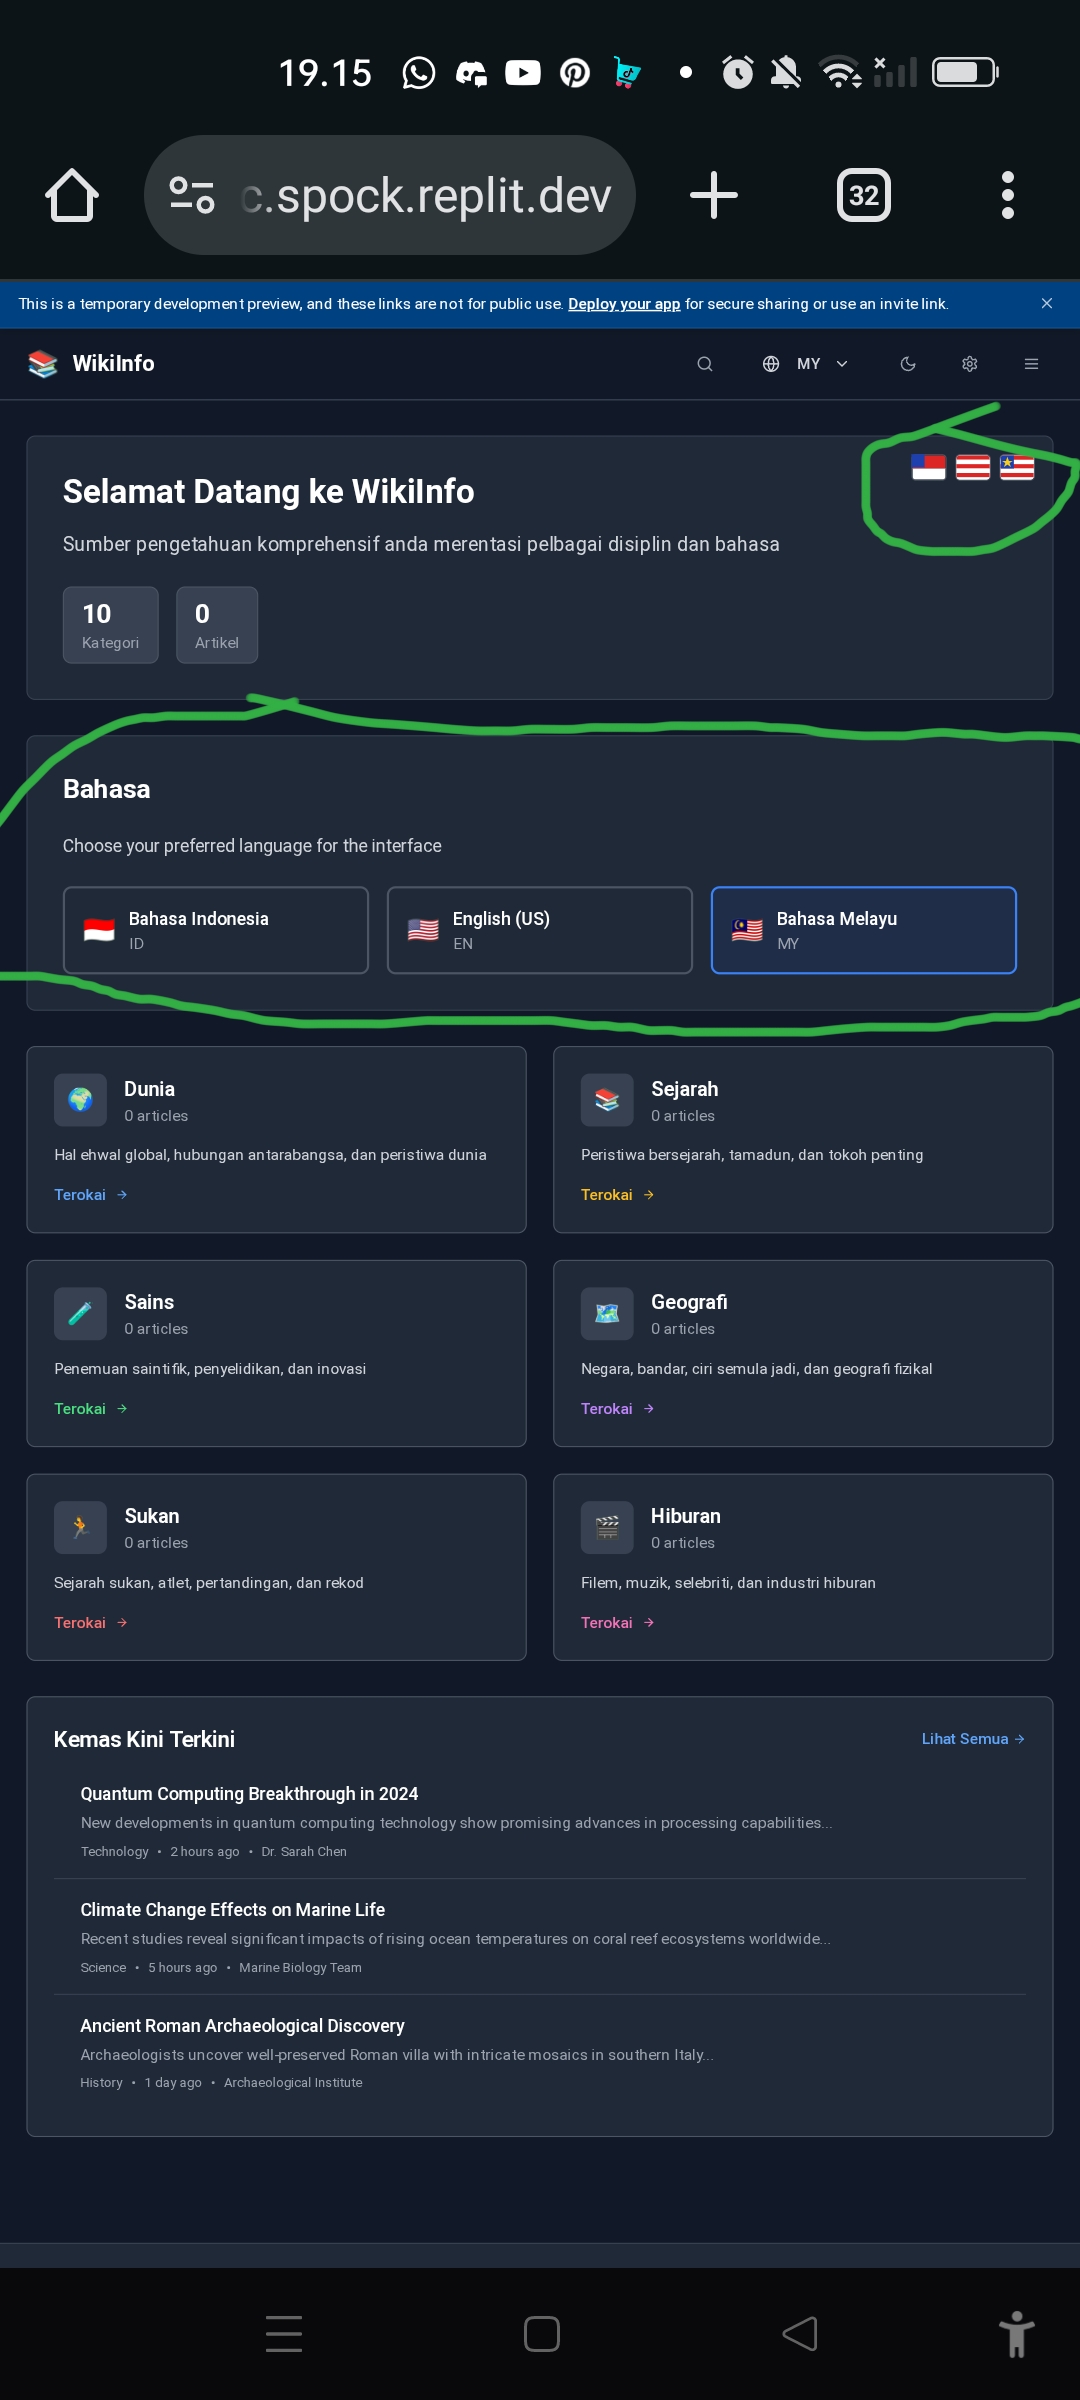 19.15
c.spock.replit.dev
32
This is a temporary development preview, and these links are not for public use. Deploy your app for secure sharing or use an invite link.
WikiInfo
MY
Selamat Datang ke WikiInfo
Sumber pengetahuan komprehensif anda merentasi pelbagai disiplin dan bahasa
10
Kategori
0
Artikel
Bahasa
Choose your preferred language for the interface
Bahasa Indonesia
ID
English (US)
EN
Bahasa Melayu
MY
Dunia
0 articles
Hal ehwal global, hubungan antarabangsa, dan peristiwa dunia
Terokai →
Sejarah
0 articles
Peristiwa bersejarah, tamadun, dan tokoh penting
Terokai →
Sains
0 articles
Penemuan saintifik, penyelidikan, dan inovasi
Terokai →
Geografi
0 articles
Negara, bandar, ciri semula jadi, dan geografi fizikal
Terokai →
Sukan
0 articles
Sejarah sukan, atlet, pertandingan, dan rekod
Terokai →
Hiburan
0 articles
Filem, muzik, selebriti, dan industri hiburan
Terokai →
Kemas Kini Terkini
Lihat Semua →
Quantum Computing Breakthrough in 2024
New developments in quantum computing technology show promising advances in processing capabilities...
Technology • 2 hours ago • Dr. Sarah Chen
Climate Change Effects on Marine Life
Recent studies reveal significant impacts of rising ocean temperatures on coral reef ecosystems worldwide...
Science • 5 hours ago • Marine Biology Team
Ancient Roman Archaeological Discovery
Archaeologists uncover well-preserved Roman villa with intricate mosaics in southern Italy...
History • 1 day ago • Archaeological Institute